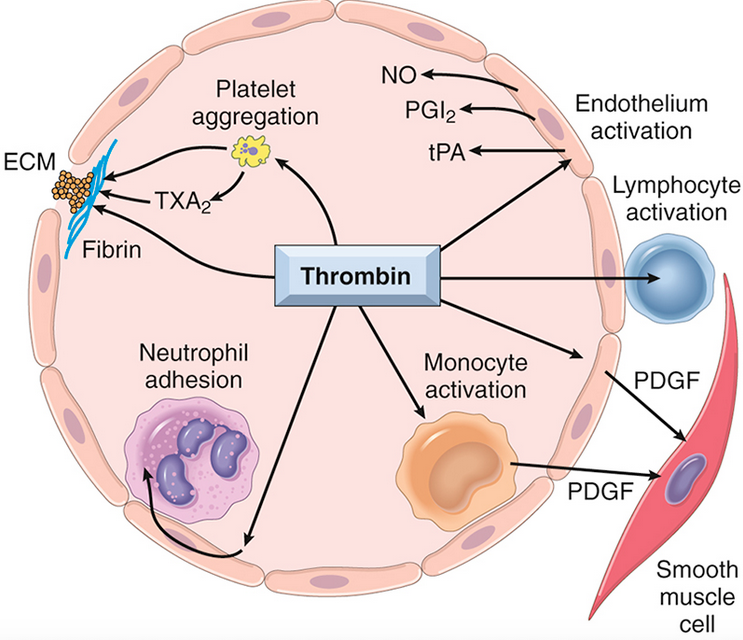 Platelet
aggregation
NO
PGI₂
tPA
Endothelium
activation
ECM
TXA₂
Fibrin
Lymphocyte
activation
Thrombin
Neutrophil
adhesion
Monocyte
activation
PDGF
PDGF
Smooth
muscle
cell